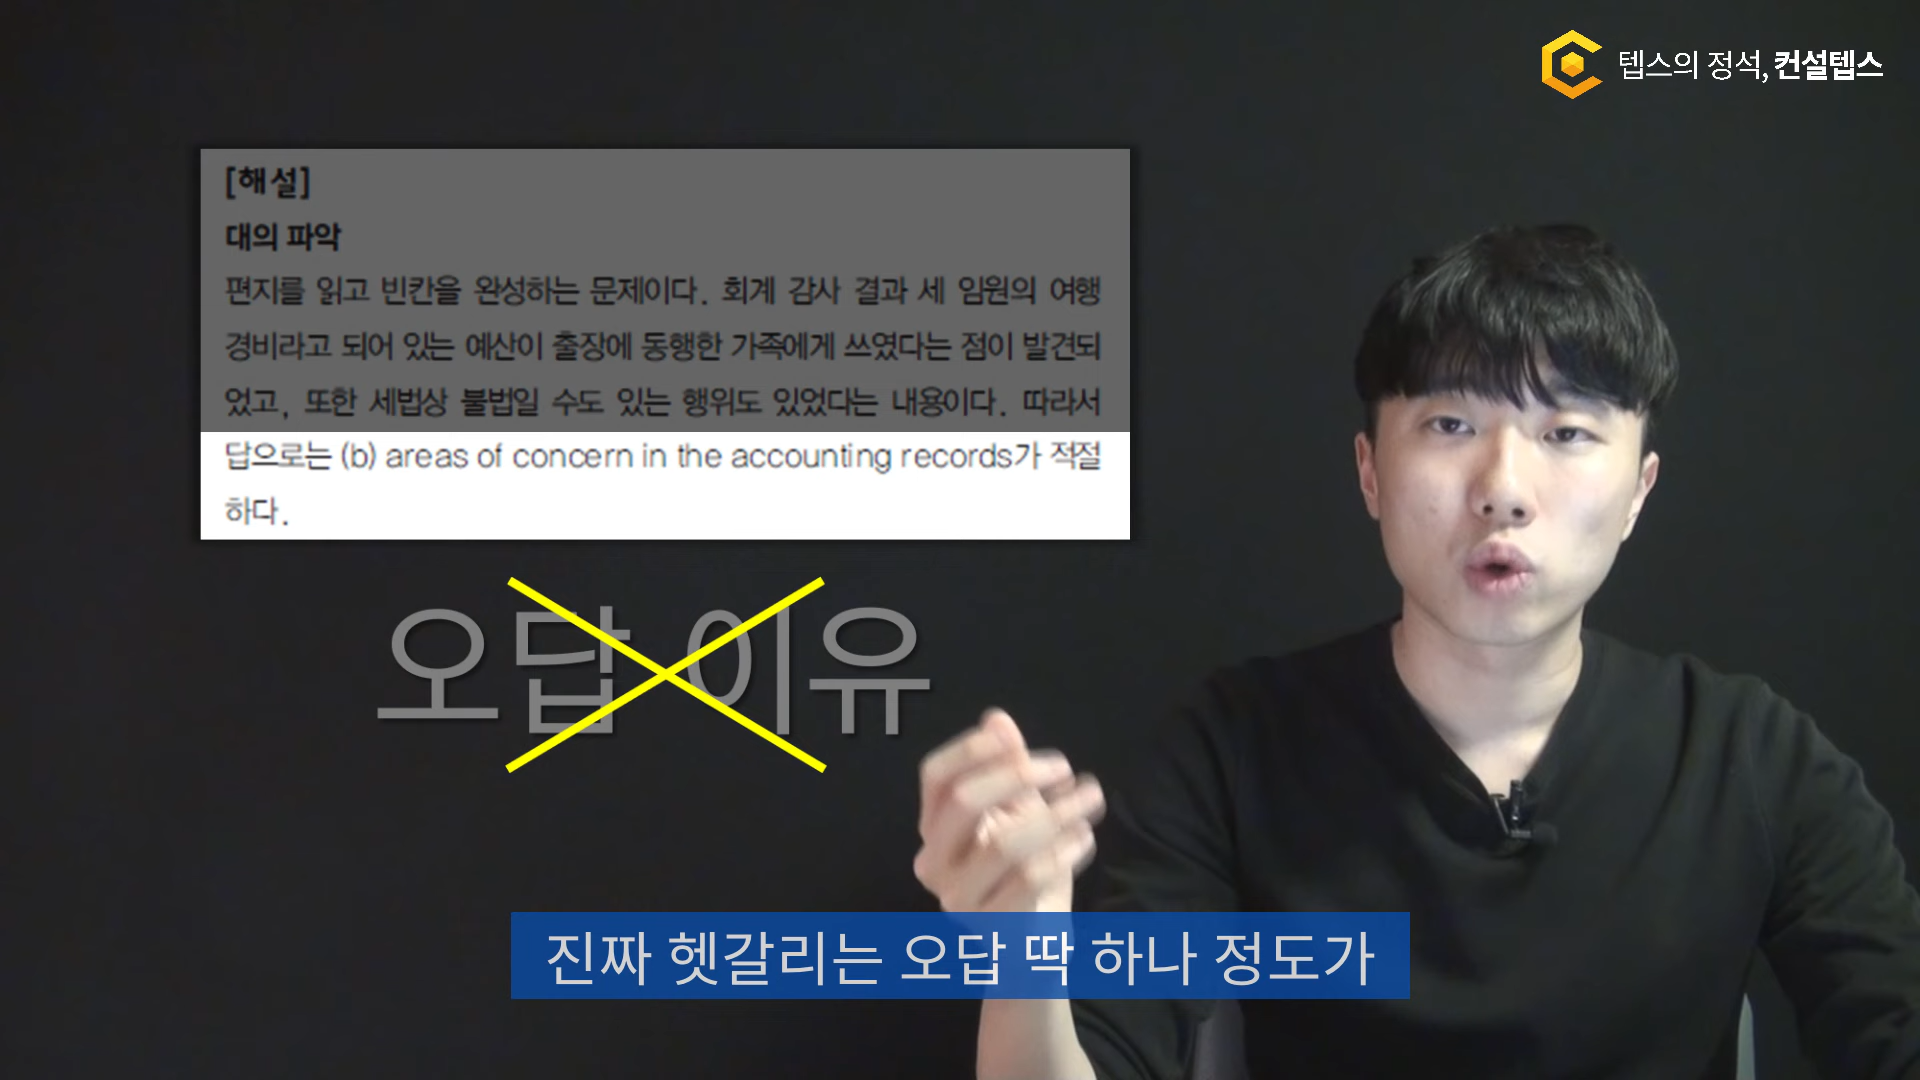 텝스의 정석, 컨설텝스
[해설]
대의 파악
편지를 읽고 빈칸을 완성하는 문제이다. 회계 감사 결과 세 임원의 여행
경비라고 되어 있는 예산이 출장에 동행한 가족에게 쓰였다는 점이 발견되
었고, 또한 세법상 불법일 수도 있는 행위도 있었다는 내용이다. 따라서
답으로는 (b) areas of concern in the accounting records가 적절
하다.
오답 이유
진짜 헷갈리는 오답 딱 하나 정도가